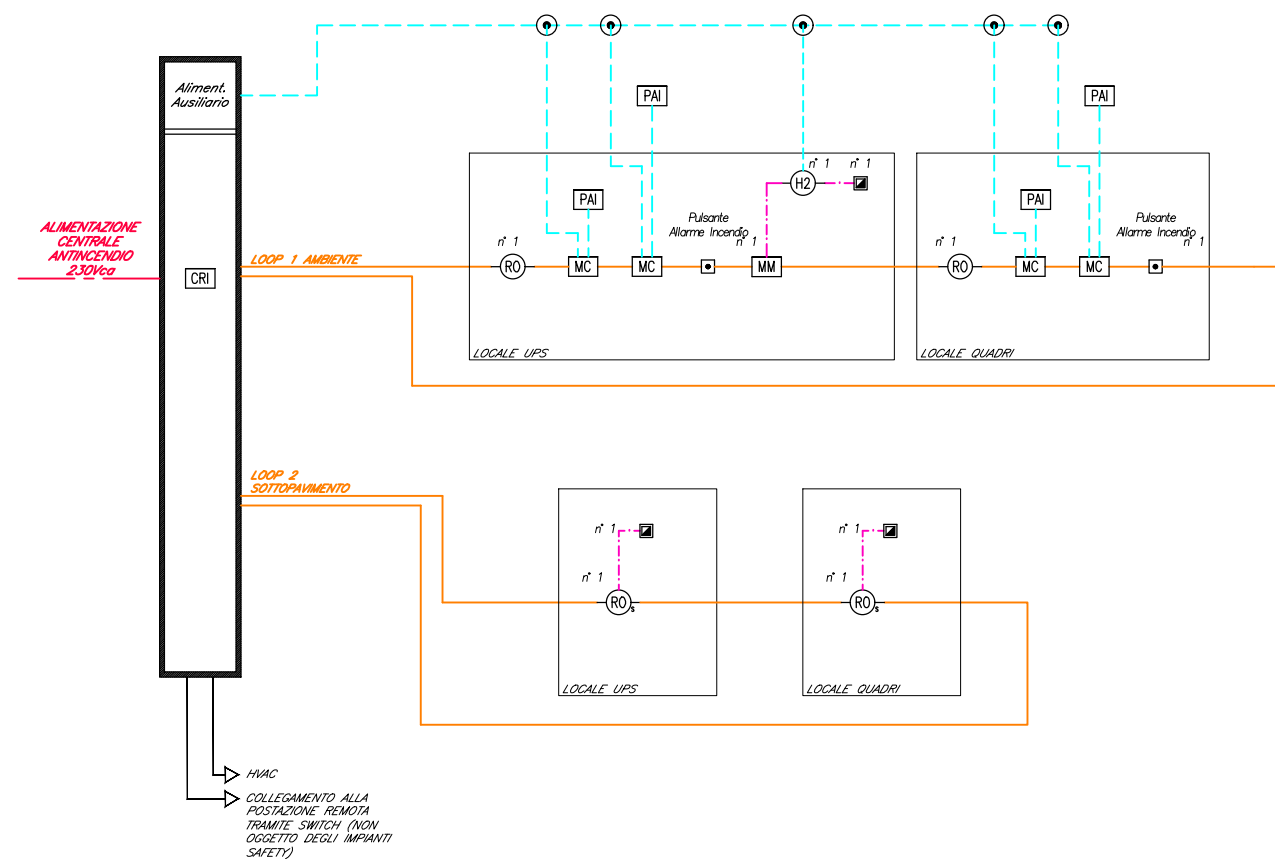 Aliment.
Ausiliario
ALIMENTAZIONE
CENTRALE
ANTINCENDIO
230Vca
CRI
LOOP 1 AMBIENTE
PAI
PAI
n° 1
n° 1
H2
PAI
Pulsante
Allarme Incendio
n° 1
n° 1
RO
MC
MC
MM
LOCALE UPS
PAI
Pulsante
Allarme Incendio
n° 1
n° 1
RO
MC
MC
LOCALE QUADRI
LOOP 2
SOTTOPAVIMENTO
n° 1
n° 1
RO
s
LOCALE UPS
n° 1
n° 1
RO
s
LOCALE QUADRI
HVAC
COLLEGAMENTO ALLA
POSTAZIONE REMOTA
TRAMITE SWITCH (NON
OGGETTO DEGLI IMPIANTI
SAFETY)